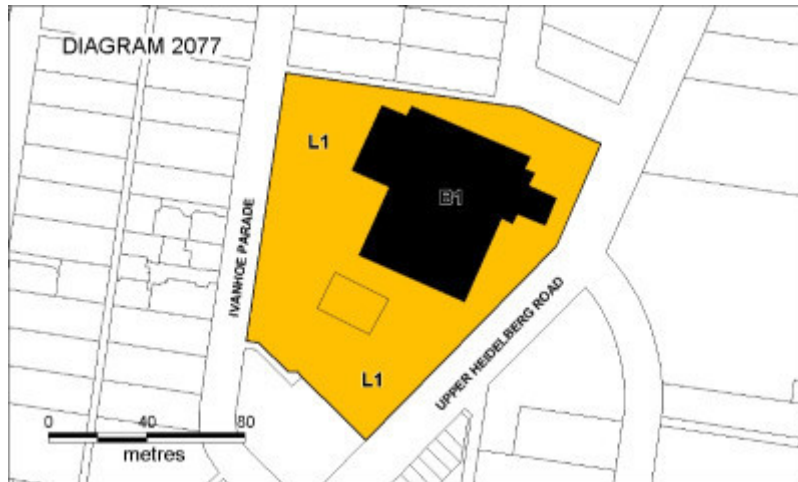 DIAGRAM 2077
L1
B1
IVANHOE PARADE
UPPER HEIDELBERG ROAD
L1
0 40 80
metres